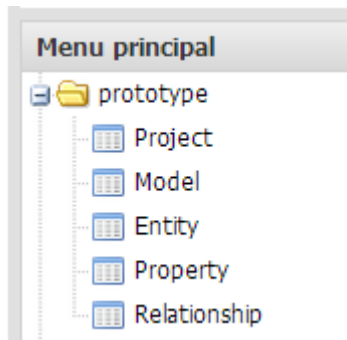 Menu principal
prototype
Project
Model
Entity
Property
Relationship